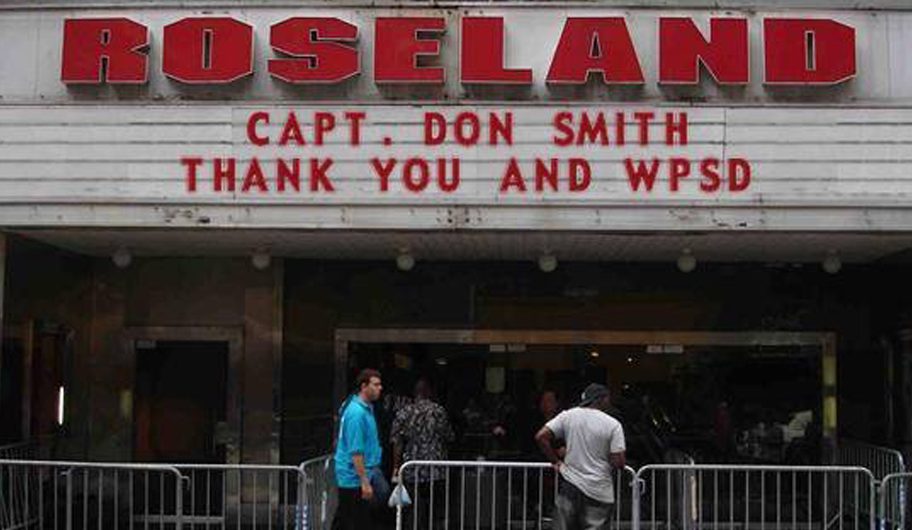 ROSELAND
CAPT. DON SMITH
THANK YOU AND WPSD